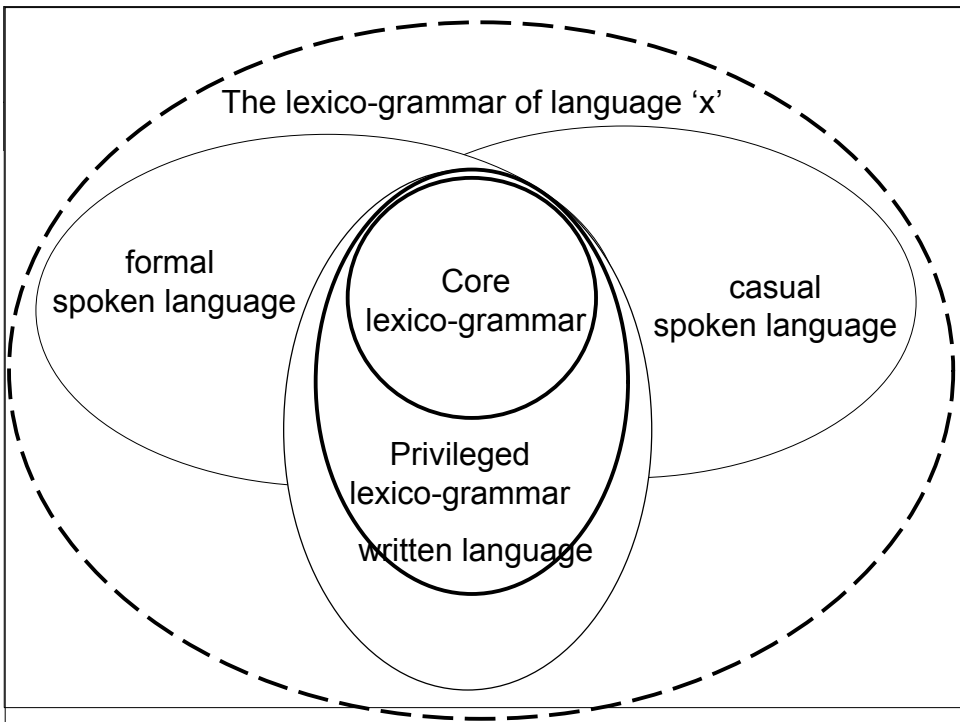 The lexico-grammar of language ‘x’
formal
spoken language
Core
lexico-grammar
casual
spoken language
Privileged
lexico-grammar
written language